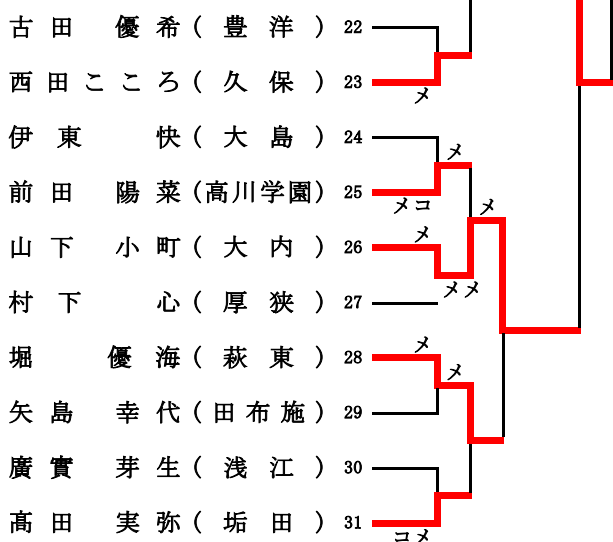 古田 優希(豊洋) 22
西田こころ(久保) 23
メ
伊東 快(大島) 24
メ
前田 陽菜(高川学園) 25
メコ
メ
山下 小町(大内) 26
メ
メメ
村下 心(厚狭) 27
堀 優海(萩東) 28
メ
メ
矢島 幸代(田布施) 29
廣實 芽生(浅江) 30
髙田 実弥(垢田) 31
コメ